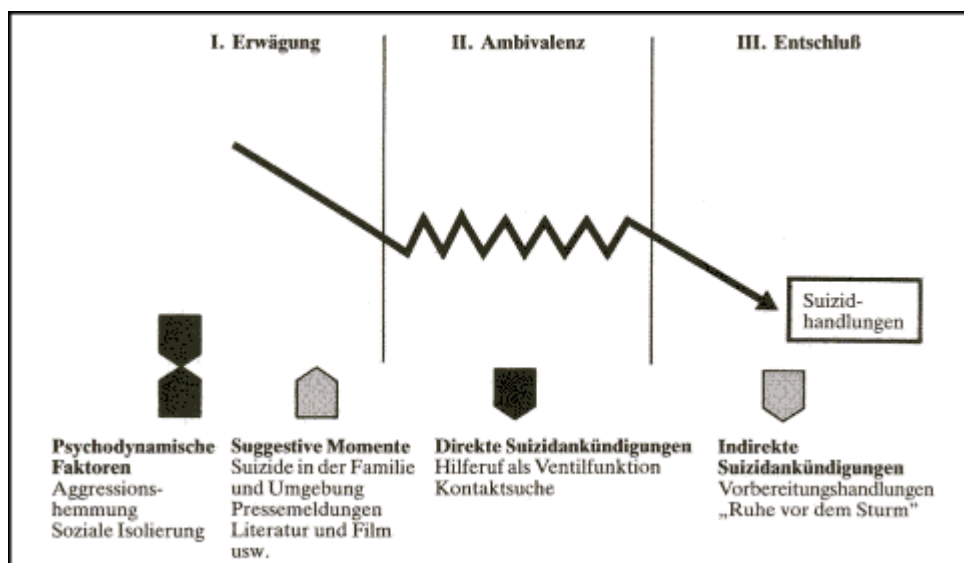 I. Erwägung
II. Ambivalenz
III. Entschluß
Suizid-
handlungen
Psychodynamische
Faktoren
Aggressions-
hemmung
Soziale Isolierung
Suggestive Momente
Suizide in der Familie
und Umgebung
Pressemeldungen
Literatur und Film
usw.
Direkte Suizidankündigungen
Hilferuf als Ventilfunktion
Kontaktsuche
Indirekte
Suizidankündigungen
Vorbereitungshandlungen
„Ruhe vor dem Sturm”